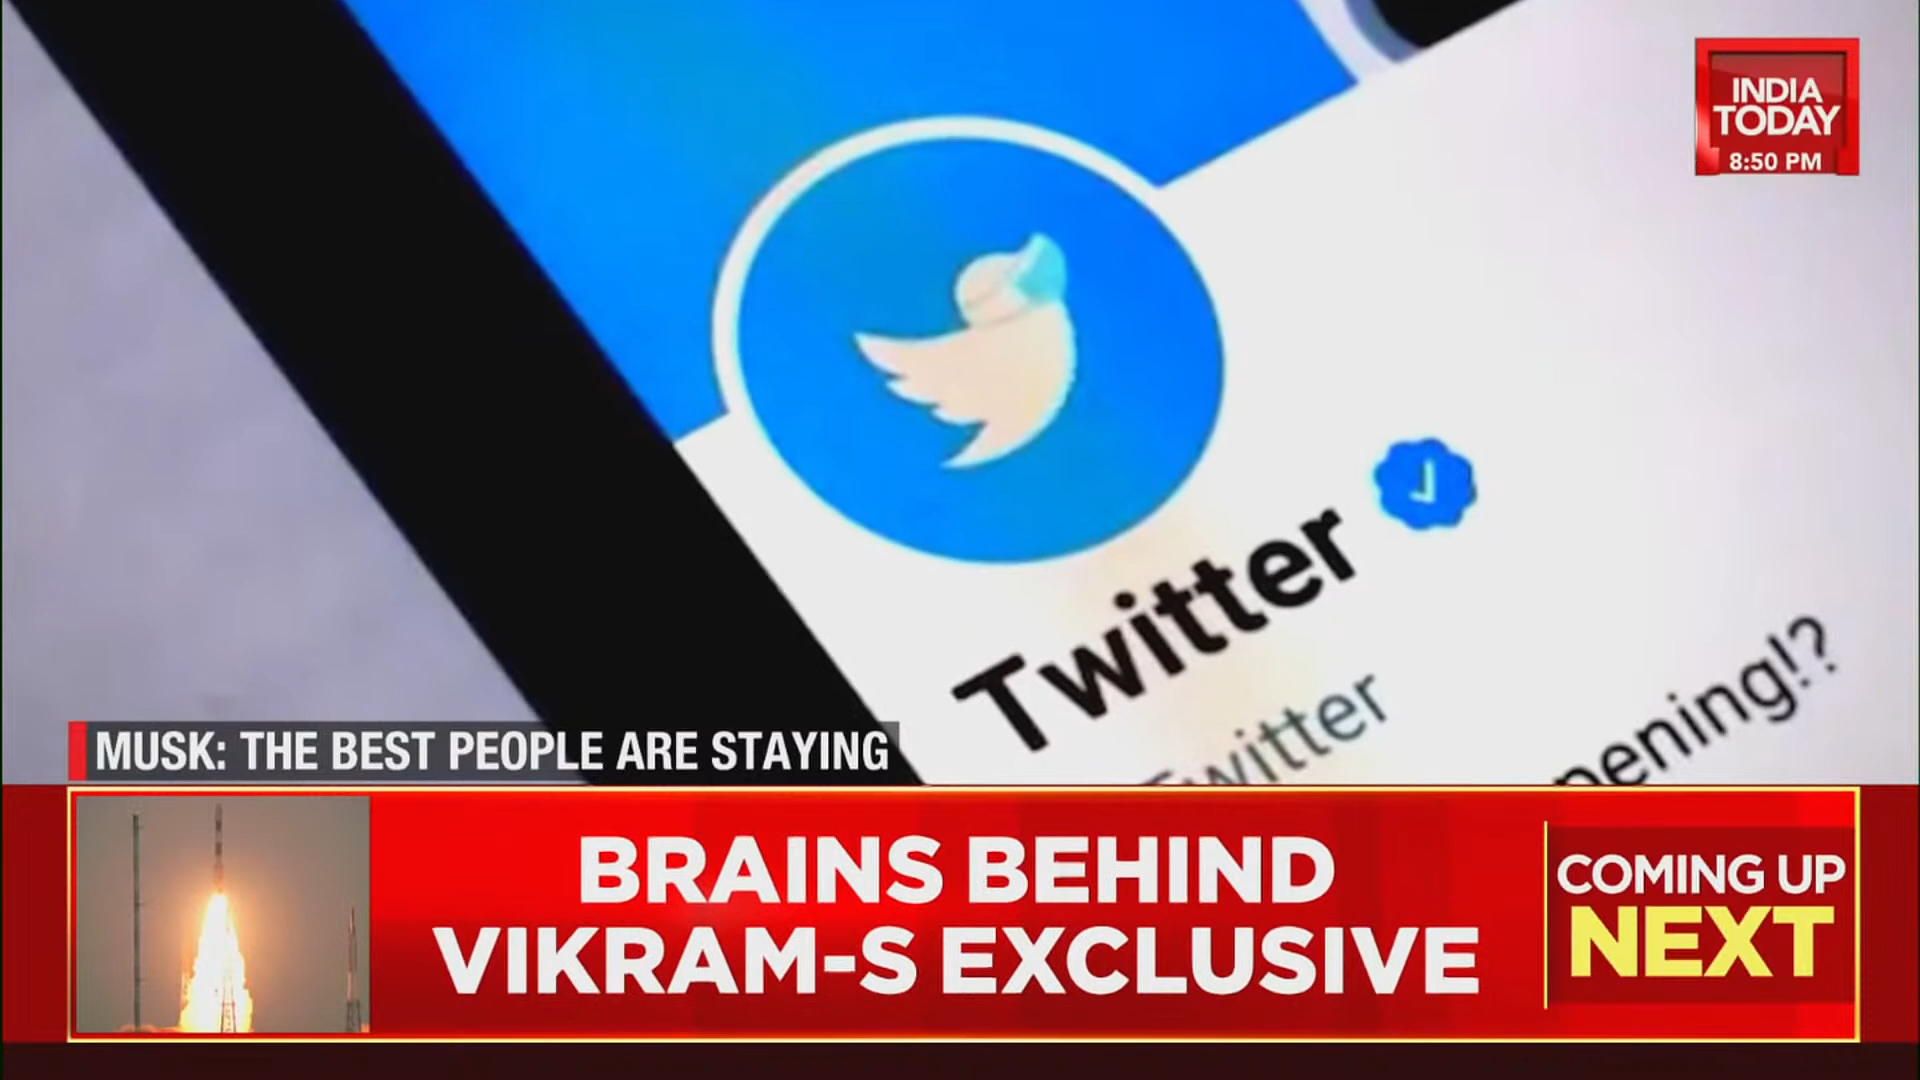 INDIA
TODAY
8:50 PM
Twitter
Twitter
pening!?
MUSK: THE BEST PEOPLE ARE STAYING
BRAINS BEHIND
VIKRAM-S EXCLUSIVE
COMING UP
NEXT